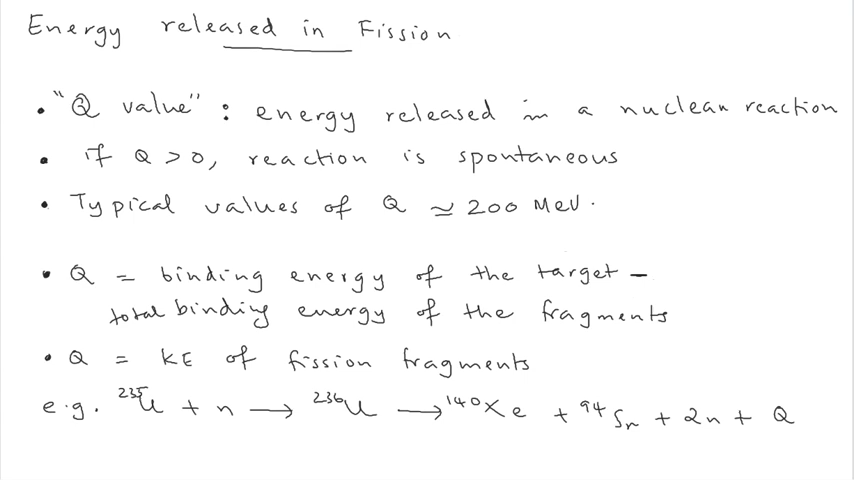 Energy released in Fission
• "Q value" : energy released in a nuclear reaction
• if Q > 0, reaction is spontaneous
• Typical values of Q ≃ 200 MeV.
• Q = binding energy of the target –
total binding energy of the fragments
• Q = KE of fission fragments
e.g. ²³⁵U + n ⟶ ²³⁶U ⟶ ¹⁴⁰Xe + ⁹⁴Sr + 2n + Q